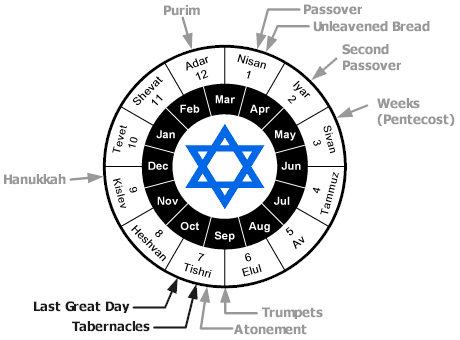 Purim
Passover
Unleavened Bread
Second
Passover
Weeks
(Pentecost)
Nisan
1
Iyar
2
Sivan
3
4
Tammuz
5
Av
6
Elul
7
Tishri
8
Heshvan
9
Kislev
Tevet
10
Shevat
11
Adar
12
Mar
Apr
May
Jun
Jul
Aug
Sep
Oct
Nov
Dec
Jan
Feb
Hanukkah
Last Great Day
Tabernacles
Trumpets
Atonement